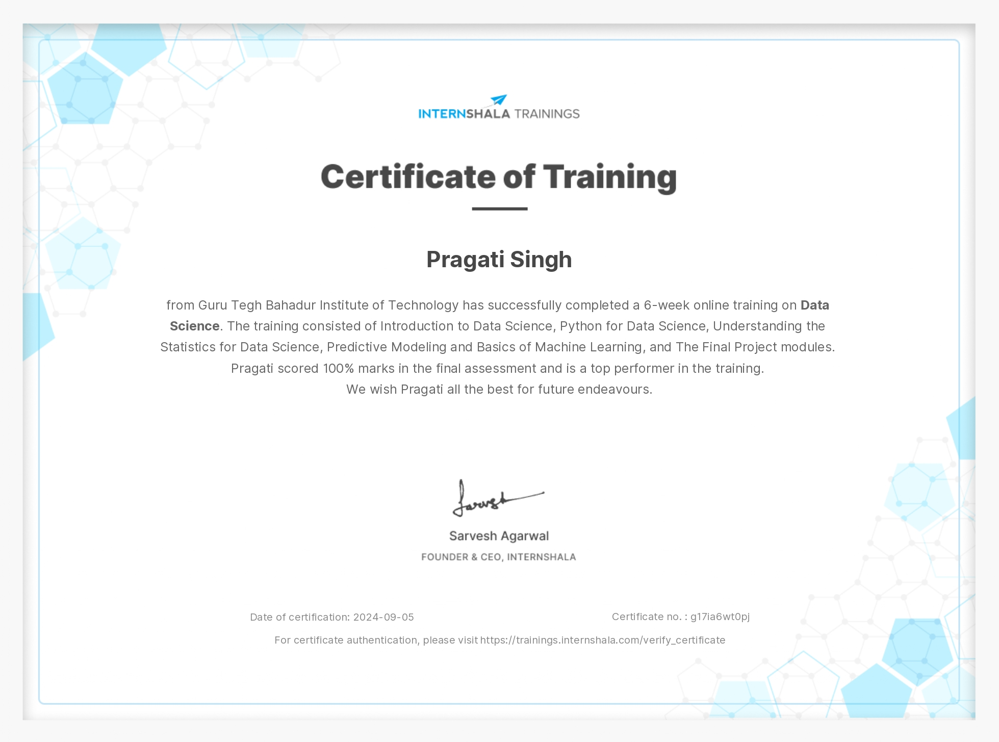 INTERNSHALA TRAININGS
Certificate of Training
Pragati Singh
from Guru Tegh Bahadur Institute of Technology has successfully completed a 6-week online training on Data
Science. The training consisted of Introduction to Data Science, Python for Data Science, Understanding the
Statistics for Data Science, Predictive Modeling and Basics of Machine Learning, and The Final Project modules.
Pragati scored 100% marks in the final assessment and is a top performer in the training.
We wish Pragati all the best for future endeavours.
Sarvesh
Sarvesh Agarwal
FOUNDER & CEO, INTERNSHALA
Date of certification: 2024-09-05
Certificate no. : g17ia6wt0pj
For certificate authentication, please visit https://trainings.internshala.com/verify_certificate